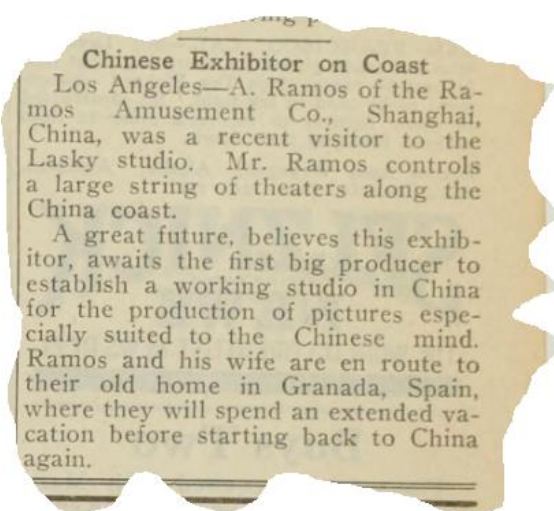 Chinese Exhibitor on Coast
Los Angeles—A. Ramos of the Ra-
mos Amusement Co., Shanghai,
China, was a recent visitor to the
Lasky studio. Mr. Ramos controls
a large string of theaters along the
China coast.
A great future, believes this exhib-
itor, awaits the first big producer to
establish a working studio in China
for the production of pictures espe-
cially suited to the Chinese mind.
Ramos and his wife are en route to
their old home in Granada, Spain,
where they will spend an extended va-
cation before starting back to China
again.